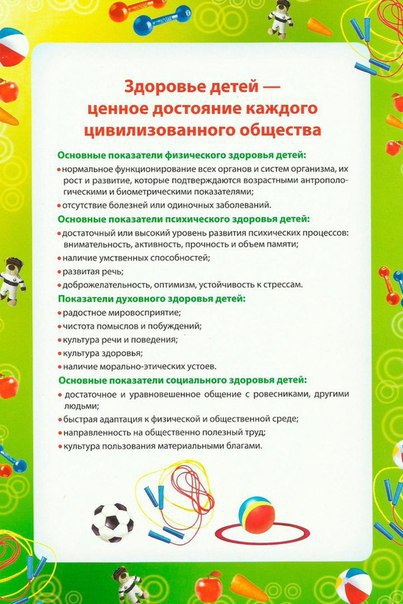 Здоровье детей —
ценное достояние каждого
цивилизованного общества
Основные показатели физического здоровья детей:
• нормальное функционирование всех органов и систем организма, их
рост и развитие, которые подтверждаются возрастными антрополо-
гическими и биометрическими показателями;
• отсутствие болезней или одиночных заболеваний.
Основные показатели психического здоровья детей:
• достаточный или высокий уровень развития психических процессов:
внимательность, активность, прочность и объем памяти;
• наличие умственных способностей;
• развитая речь;
• доброжелательность, оптимизм, устойчивость к стрессам.
Показатели духовного здоровья детей:
• радостное мировосприятие;
• чистота помыслов и побуждений;
• культура речи и поведения;
• культура здоровья;
• наличие морально-этических устоев.
Основные показатели социального здоровья детей:
• достаточное и уравновешенное общение с ровесниками, другими
людьми;
• быстрая адаптация к физической и общественной среде;
• направленность на общественно полезный труд;
• культура пользования материальными благами.